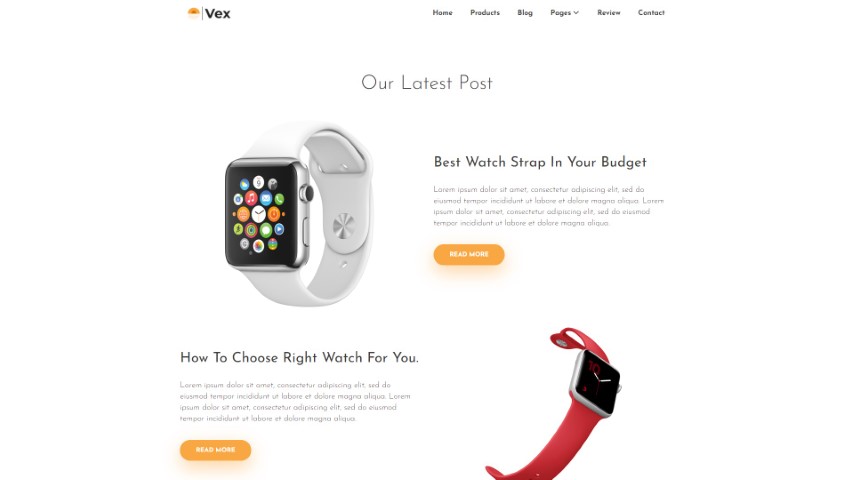 Vex
Home Products Blog Pages Review Contact
Our Latest Post
Best Watch Strap In Your Budget
Lorem ipsum dolor sit amet, consectetur adipiscing elit, sed do
eiusmod tempor incididunt ut labore et dolore magna aliqua. Lorem
ipsum dolor sit amet, consectetur adipiscing elit, sed do eiusmod
tempor incididunt ut labore et dolore magna aliqua.
READ MORE
How To Choose Right Watch For You.
Lorem ipsum dolor sit amet, consectetur adipiscing elit, sed do
eiusmod tempor incididunt ut labore et dolore magna aliqua. Lorem
ipsum dolor sit amet, consectetur adipiscing elit, sed do eiusmod
tempor incididunt ut labore et dolore magna aliqua.
READ MORE
10